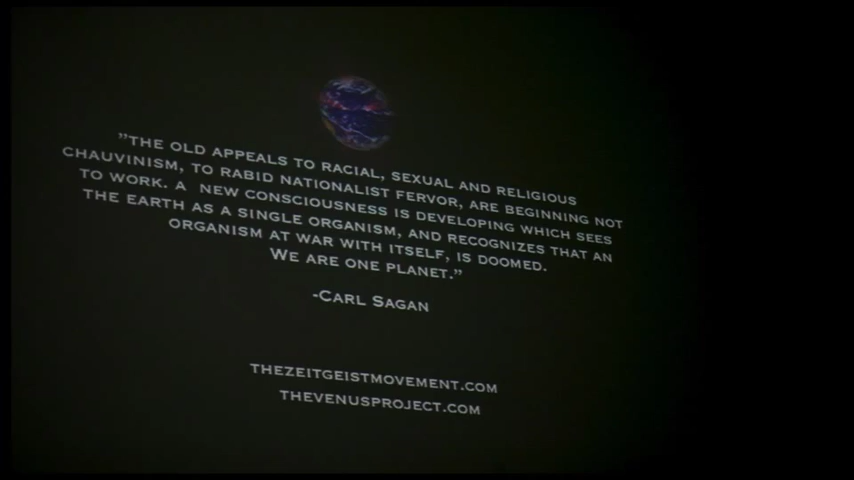 "THE OLD APPEALS TO RACIAL, SEXUAL AND RELIGIOUS
CHAUVINISM, TO RABID NATIONALIST FERVOR, ARE BEGINNING NOT
TO WORK. A NEW CONSCIOUSNESS IS DEVELOPING WHICH SEES
THE EARTH AS A SINGLE ORGANISM, AND RECOGNIZES THAT AN
ORGANISM AT WAR WITH ITSELF, IS DOOMED.
WE ARE ONE PLANET."
-CARL SAGAN
THEZEITGEISTMOVEMENT.COM
THEVENUSPROJECT.COM